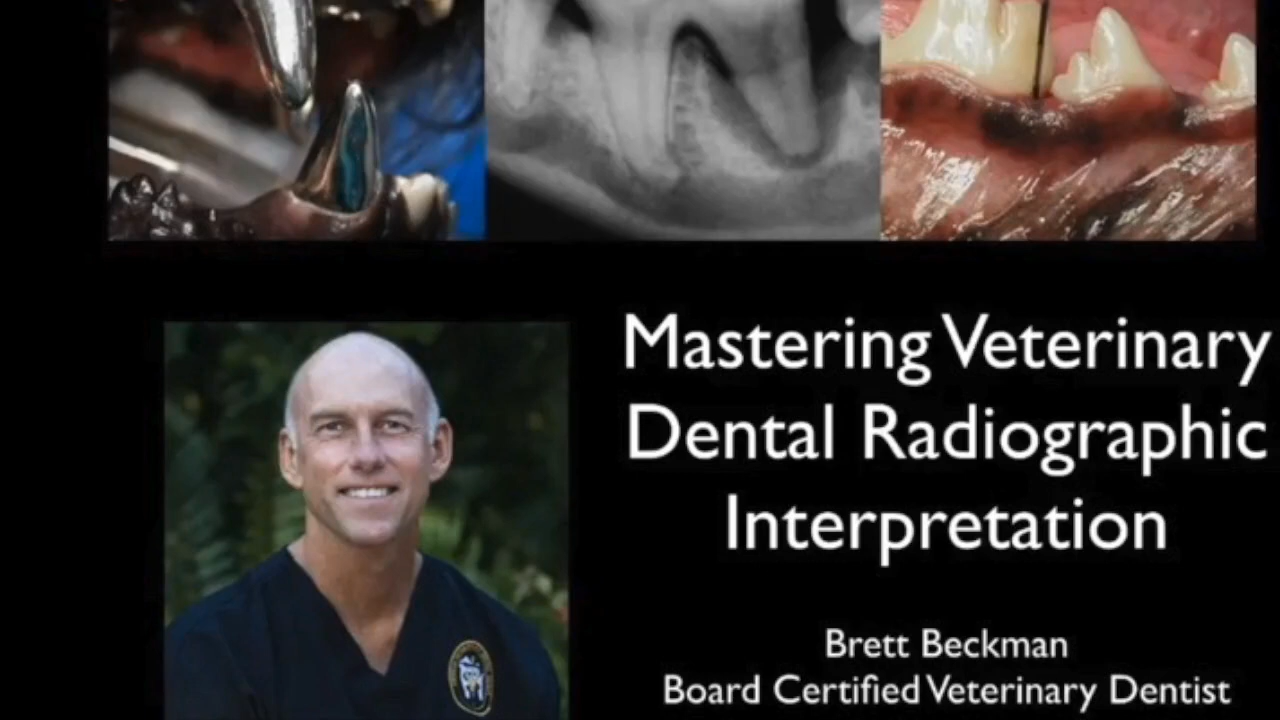 Mastering Veterinary
Dental Radiographic
Interpretation
Brett Beckman
Board Certified Veterinary Dentist